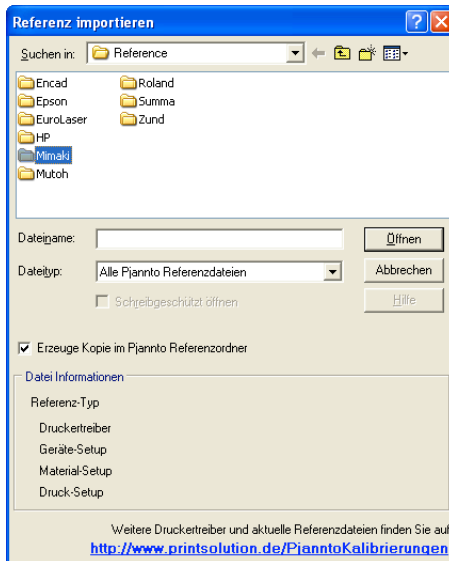 Referenz importieren
Suchen in: Reference
Encad Roland
Epson Summa
EuroLaser Zund
HP
Mimaki
Mutoh
Dateiname: Öffnen
Dateityp: Alle Pjannto Referenzdateien Abbrechen
Schreibgeschützt öffnen Hilfe
Erzeuge Kopie im Pjannto Referenzordner
Datei Informationen
Referenz-Typ
Druckertreiber
Geräte-Setup
Material-Setup
Druck-Setup
Weitere Druckertreiber und aktuelle Referenzdateien finden Sie auf
http://www.printsolution.de/PjanntoKalibrierungen